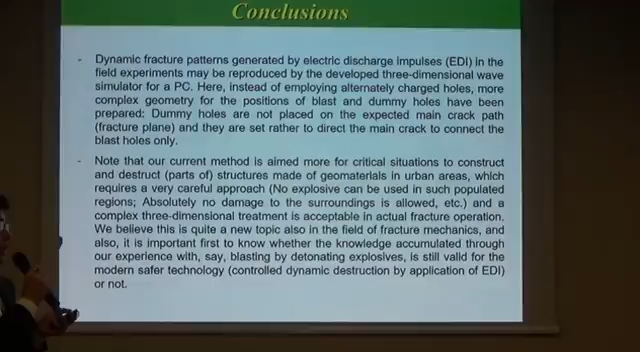 Conclusions
- Dynamic fracture patterns generated by electric discharge impulses (EDI) in the
field experiments may be reproduced by the developed three-dimensional wave
simulator for a PC. Here, instead of employing alternately charged holes, more
complex geometry for the positions of blast and dummy holes have been
prepared: Dummy holes are not placed on the expected main crack path
(fracture plane) and they are set rather to direct the main crack to connect the
blast holes only.
- Note that our current method is aimed more for critical situations to construct
and destruct (parts of) structures made of geomaterials in urban areas, which
requires a very careful approach (No explosive can be used in such populated
regions; Absolutely no damage to the surroundings is allowed, etc.) and a
complex three-dimensional treatment is acceptable in actual fracture operation.
We believe this is quite a new topic also in the field of fracture mechanics, and
also, it is important first to know whether the knowledge accumulated through
our experience with, say, blasting by detonating explosives, is still valid for the
modern safer technology (controlled dynamic destruction by application of EDI)
or not.